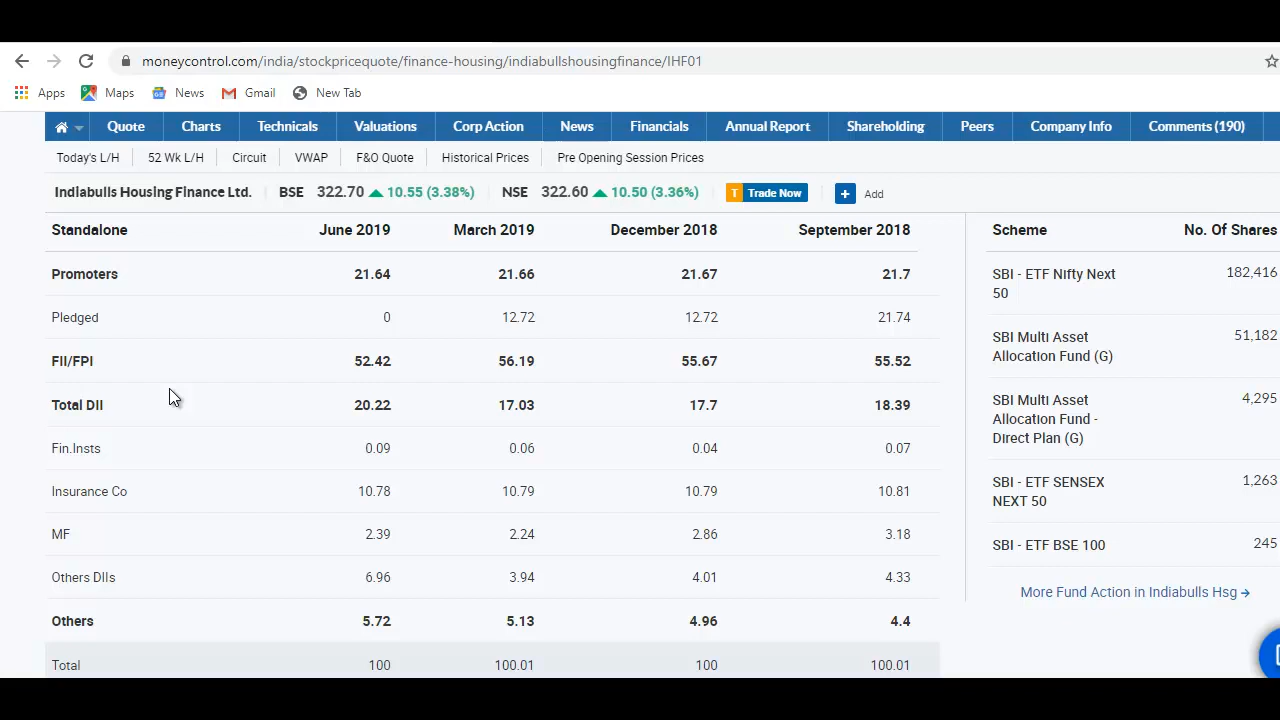 moneycontrol.com/india/stockpricequote/finance-housing/indiabullshousingfinance/IHF01
Apps Maps News Gmail New Tab
Quote Charts Technicals Valuations Corp Action News Financials Annual Report Shareholding Peers Company Info Comments (190)
Today's L/H 52 Wk L/H Circuit VWAP F&O Quote Historical Prices Pre Opening Session Prices
Indiabulls Housing Finance Ltd. BSE 322.70 10.55 (3.38%) NSE 322.60 10.50 (3.36%) T Trade Now + Add
Standalone June 2019 March 2019 December 2018 September 2018
Promoters 21.64 21.66 21.67 21.7
Pledged 0 12.72 12.72 21.74
FII/FPI 52.42 56.19 55.67 55.52
Total DII 20.22 17.03 17.7 18.39
Fin.Insts 0.09 0.06 0.04 0.07
Insurance Co 10.78 10.79 10.79 10.81
MF 2.39 2.24 2.86 3.18
Others DIIs 6.96 3.94 4.01 4.33
Others 5.72 5.13 4.96 4.4
Total 100 100.01 100 100.01
Scheme No. Of Shares
SBI - ETF Nifty Next 182,416
50
SBI Multi Asset 51,182
Allocation Fund (G)
SBI Multi Asset 4,295
Allocation Fund -
Direct Plan (G)
SBI - ETF SENSEX 1,263
NEXT 50
SBI - ETF BSE 100 245
More Fund Action in Indiabulls Hsg